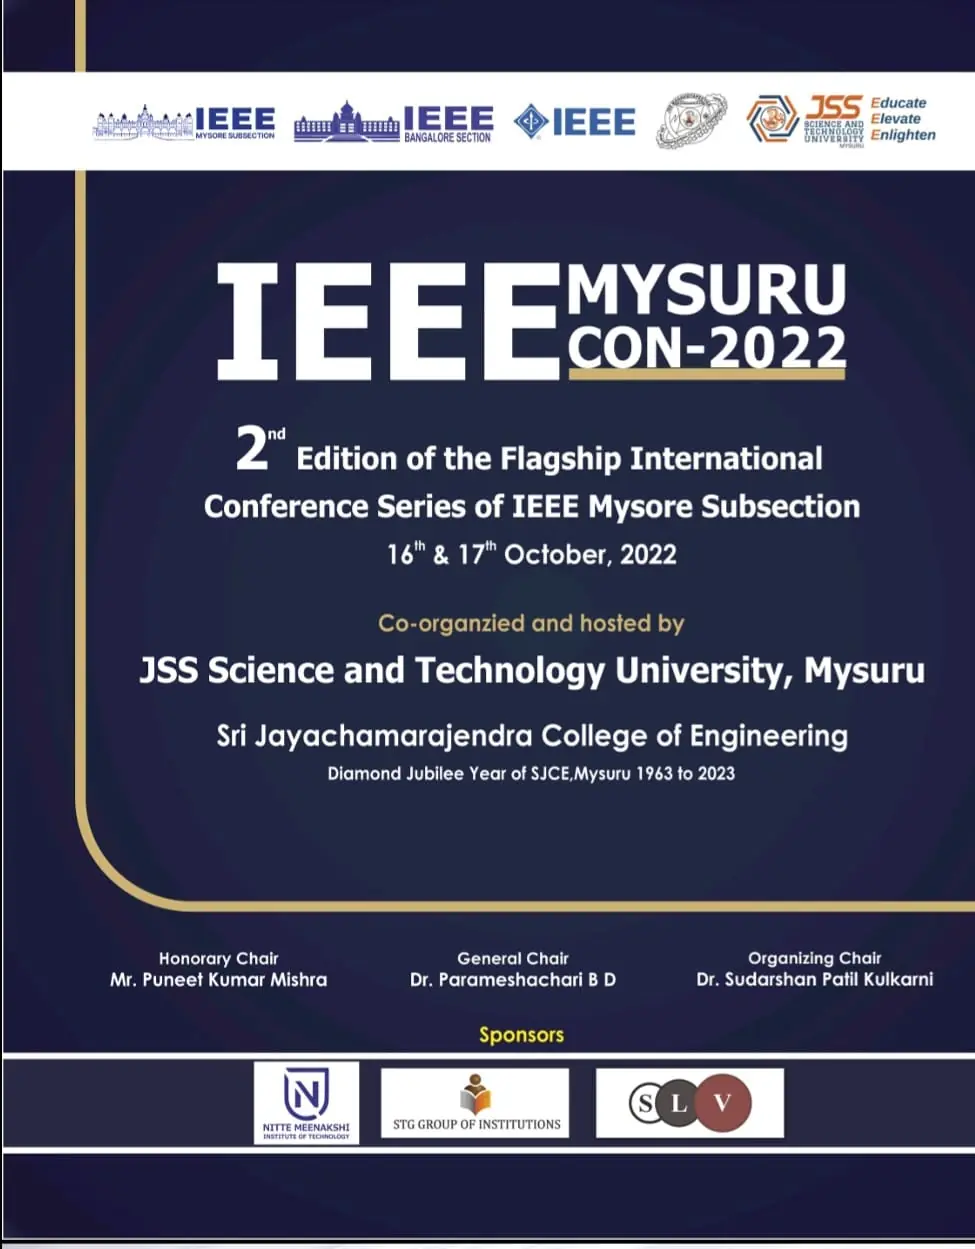 IEEE
MYSORE SUBSECTION
IEEE
BANGALORE SECTION
IEEE
JSS
SCIENCE AND
TECHNOLOGY
UNIVERSITY
MYSURU
Educate
Elevate
Enlighten
IEEE MYSURU
CON-2022
2nd Edition of the Flagship International
Conference Series of IEEE Mysore Subsection
16th & 17th October, 2022
Co-organzied and hosted by
JSS Science and Technology University, Mysuru
Sri Jayachamarajendra College of Engineering
Diamond Jubilee Year of SJCE,Mysuru 1963 to 2023
Honorary Chair
Mr. Puneet Kumar Mishra
General Chair
Dr. Parameshachari B D
Organizing Chair
Dr. Sudarshan Patil Kulkarni
Sponsors
N
NITTE MEENAKSHI
INSTITUTE OF TECHNOLOGY
STG GROUP OF INSTITUTIONS
S L V